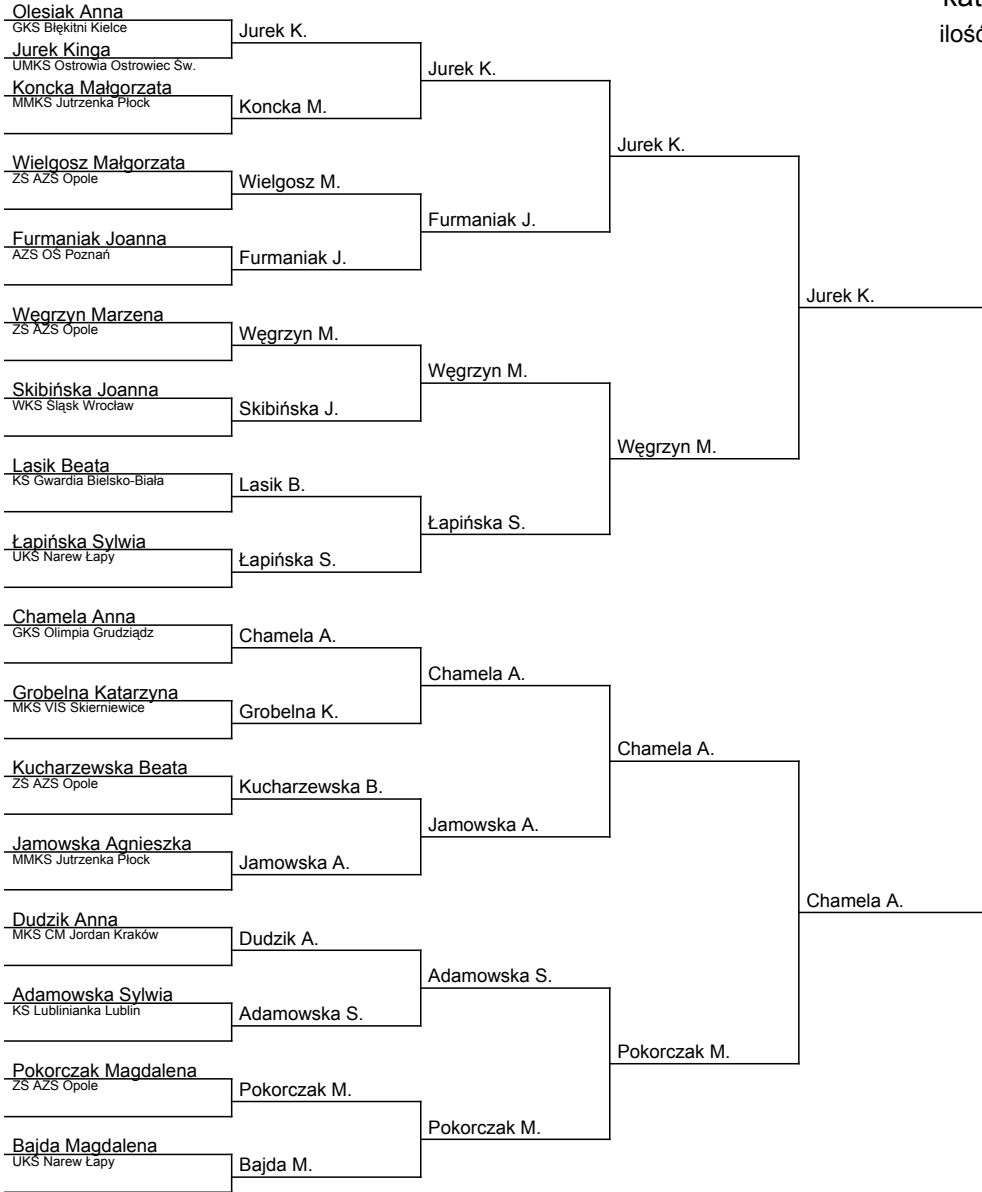 Olesiak Anna
GKS Błękitni Kielce
Jurek Kinga
UMKS Ostrovia Ostrowiec Św.
Koncka Małgorzata
MMKS Jutrzenka Płock
Wielgosz Małgorzata
ZS AZS Opole
Furmaniak Joanna
AZS OŚ Poznań
Węgrzyn Marzena
ZS AZS Opole
Skibińska Joanna
WKS Śląsk Wrocław
Lasik Beata
KS Gwardia Bielsko-Biała
Łapińska Sylwia
UKS Narew Łapy
Chamela Anna
GKS Olimpia Grudziądz
Grobelna Katarzyna
MKS VIS Skierniewice
Kucharzewska Beata
ZS AZS Opole
Jamowska Agnieszka
MMKS Jutrzenka Płock
Dudzik Anna
MKS CM Jordan Kraków
Adamowska Sylwia
KS Lublinianka Lublin
Pokorczak Magdalena
ZS AZS Opole
Bajda Magdalena
UKS Narew Łapy
Jurek K.
Koncka M.
Wielgosz M.
Furmaniak J.
Węgrzyn M.
Skibińska J.
Lasik B.
Łapińska S.
Chamela A.
Grobelna K.
Kucharzewska B.
Jamowska A.
Dudzik A.
Adamowska S.
Pokorczak M.
Bajda M.
Jurek K.
Furmaniak J.
Węgrzyn M.
Łapińska S.
Chamela A.
Jamowska A.
Adamowska S.
Pokorczak M.
Jurek K.
Węgrzyn M.
Chamela A.
Pokorczak M.
Jurek K.
Chamela A.
ilość